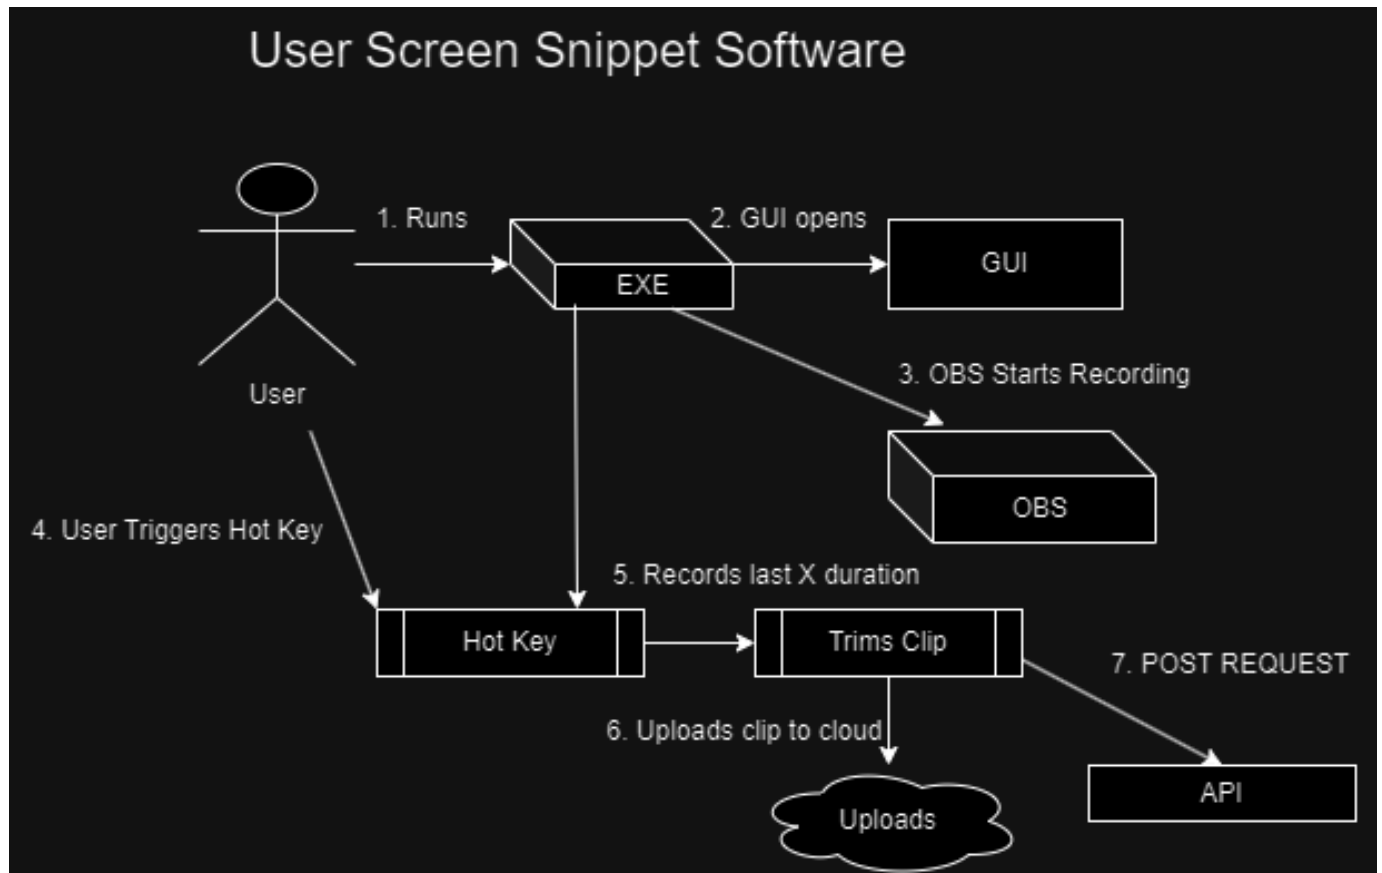 User Screen Snippet Software
1. Runs
2. GUI opens
EXE
GUI
3. OBS Starts Recording
User
OBS
4. User Triggers Hot Key
5. Records last X duration
Hot Key
Trims Clip
7. POST REQUEST
6. Uploads clip to cloud
API
Uploads